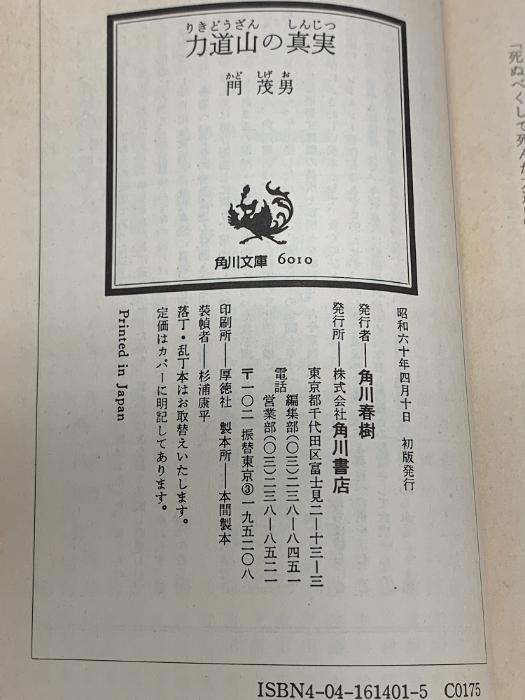 りきどうざん しんじつ
力道山の真実
かど しげ お
門 茂男
角川文庫 6010
昭和六十年四月十日 初版発行
発行者――角川春樹
発行所――株式会社角川書店
東京都千代田区富士見二―十三―三
電話 編集部(〇三)二三八―八四五一
営業部(〇三)二三八―八五二一
〒一〇二 振替東京③一九五二〇八
印刷所――厚徳社 製本所――本間製本
装幀者――杉浦康平
落丁・乱丁本はお取替えいたします。
定価はカバーに明記してあります。
Printed in Japan
ISBN4-04-161401-5 C0175